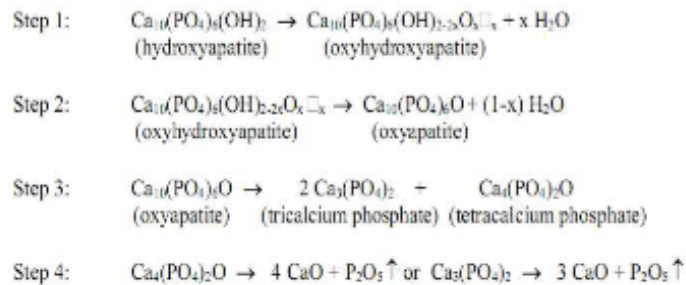 Step 1: Ca₁₀(PO₄)₆(OH)₂ → Ca₁₀(PO₄)₆(OH)₂₋₂ₓOₓ□ₓ + x H₂O
(hydroxyapatite) (oxyhydroxyapatite)
Step 2: Ca₁₀(PO₄)₆(OH)₂₋₂ₓOₓ□ₓ → Ca₁₀(PO₄)₆O + (1-x) H₂O
(oxyhydroxyapatite) (oxyapatite)
Step 3: Ca₁₀(PO₄)₆O → 2 Ca₃(PO₄)₂ + Ca₄(PO₄)₂O
(oxyapatite) (tricalcium phosphate) (tetracalcium phosphate)
Step 4: Ca₄(PO₄)₂O → 4 CaO + P₂O₅↑ or Ca₃(PO₄)₂ → 3 CaO + P₂O₅↑